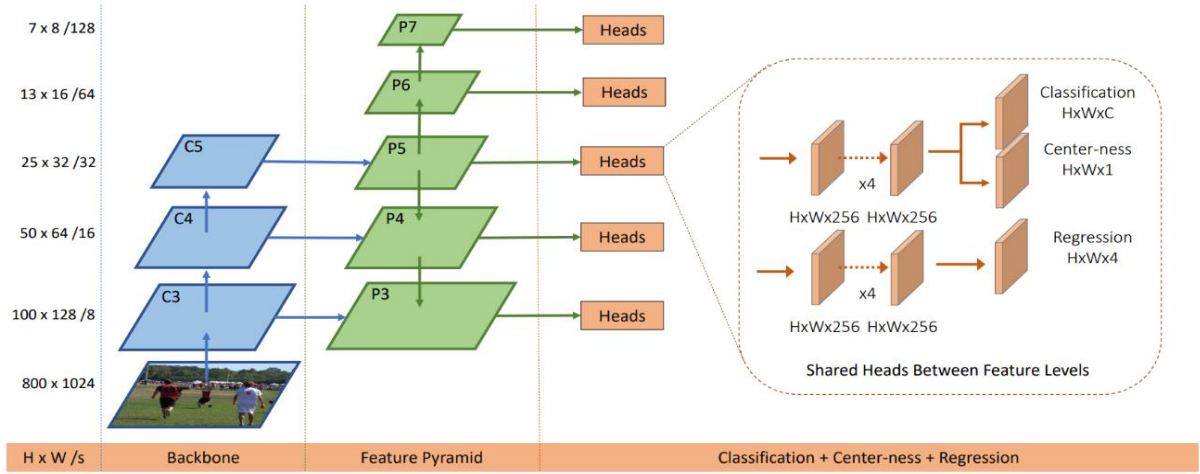 7 x 8 /128
P7
Heads
13 x 16 /64
P6
Heads
25 x 32 /32
C5
P5
Heads
50 x 64 /16
C4
P4
Heads
100 x 128 /8
C3
P3
Heads
800 x 1024
Classification
HxWxC
Center-ness
HxWx1
x4
HxWx256 HxWx256
Regression
HxWx4
x4
HxWx256 HxWx256
Shared Heads Between Feature Levels
H x W /s
Backbone
Feature Pyramid
Classification + Center-ness + Regression